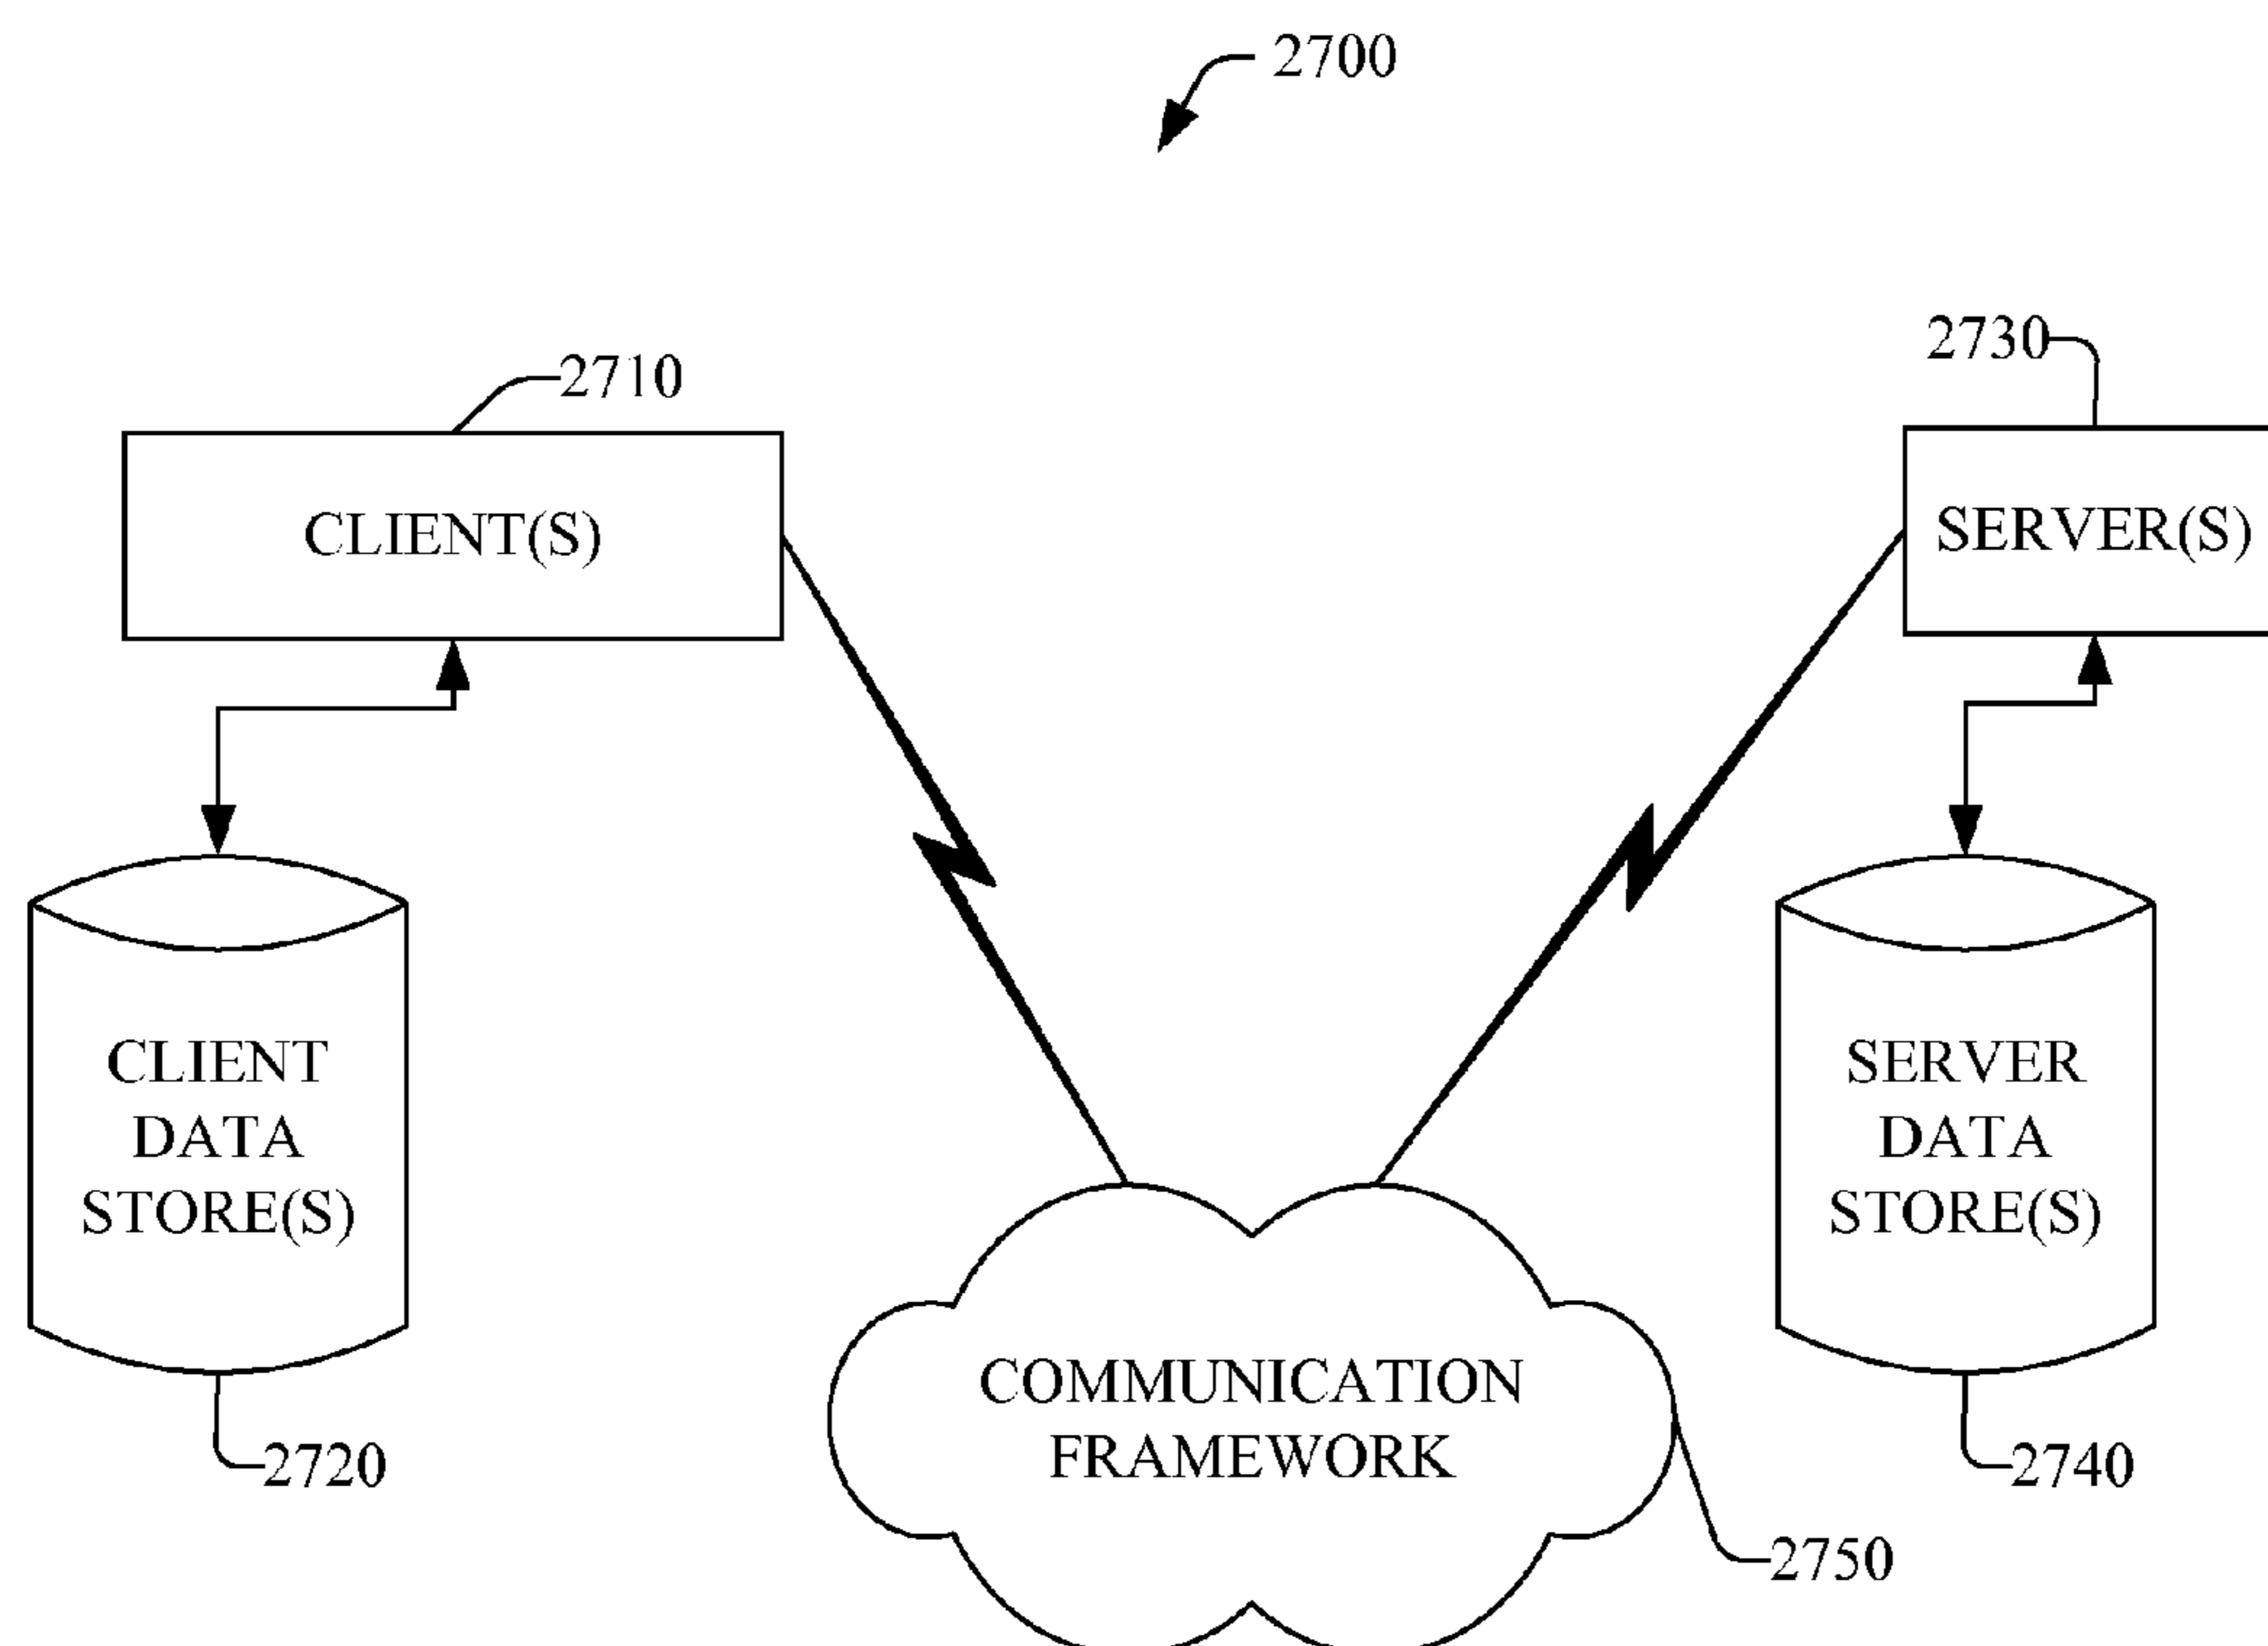 2700
2710
2730
CLIENT(S)
SERVER(S)
CLIENT
DATA
STORE(S)
SERVER
DATA
STORE(S)
COMMUNICATION
FRAMEWORK
2720
2740
2750